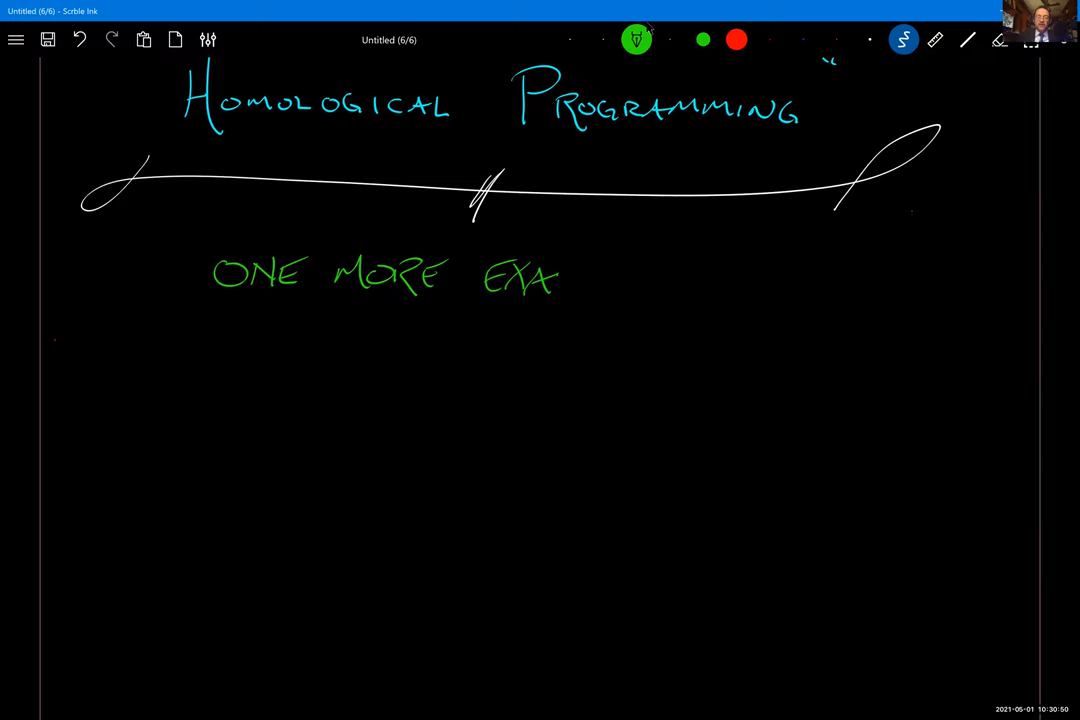 Untitled (6/6) - Scrble Ink
Untitled (6/6)
HOMOLOGICAL PROGRAMMING "
ONE MORE EXA
2021-05-01 10:30:50